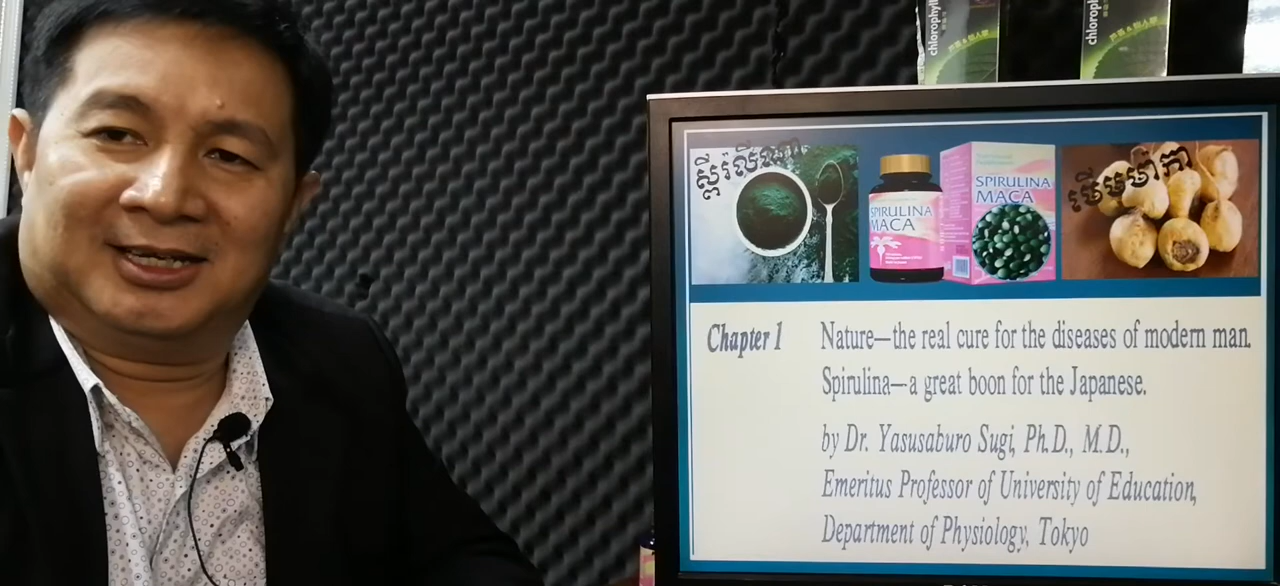 chlorophyll
chlorophyll
ស្ពីរូលីណា
SPIRULINA
MACA
SPIRULINA
MACA
មើមម៉ាកា
Chapter 1 Nature—the real cure for the diseases of modern man.
Spirulina—a great boon for the Japanese.
by Dr. Yasusaburo Sugi, Ph.D., M.D.,
Emeritus Professor of University of Education,
Department of Physiology, Tokyo